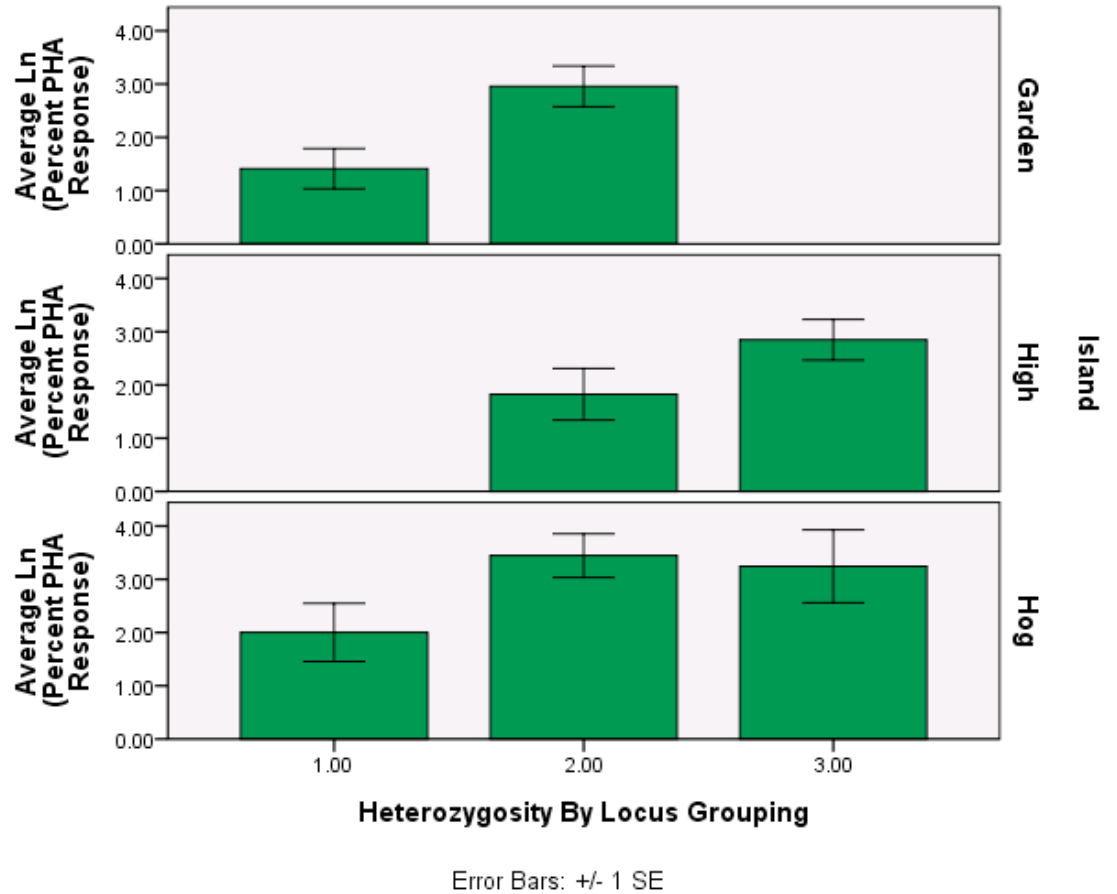 Average Ln
(Percent PHA
Response)
4.00
3.00
2.00
1.00
0.00
Garden
Average Ln
(Percent PHA
Response)
4.00
3.00
2.00
1.00
0.00
High
Island
Average Ln
(Percent PHA
Response)
4.00
3.00
2.00
1.00
0.00
Hog
1.00 2.00 3.00
Heterozygosity By Locus Grouping
Error Bars: +/- 1 SE